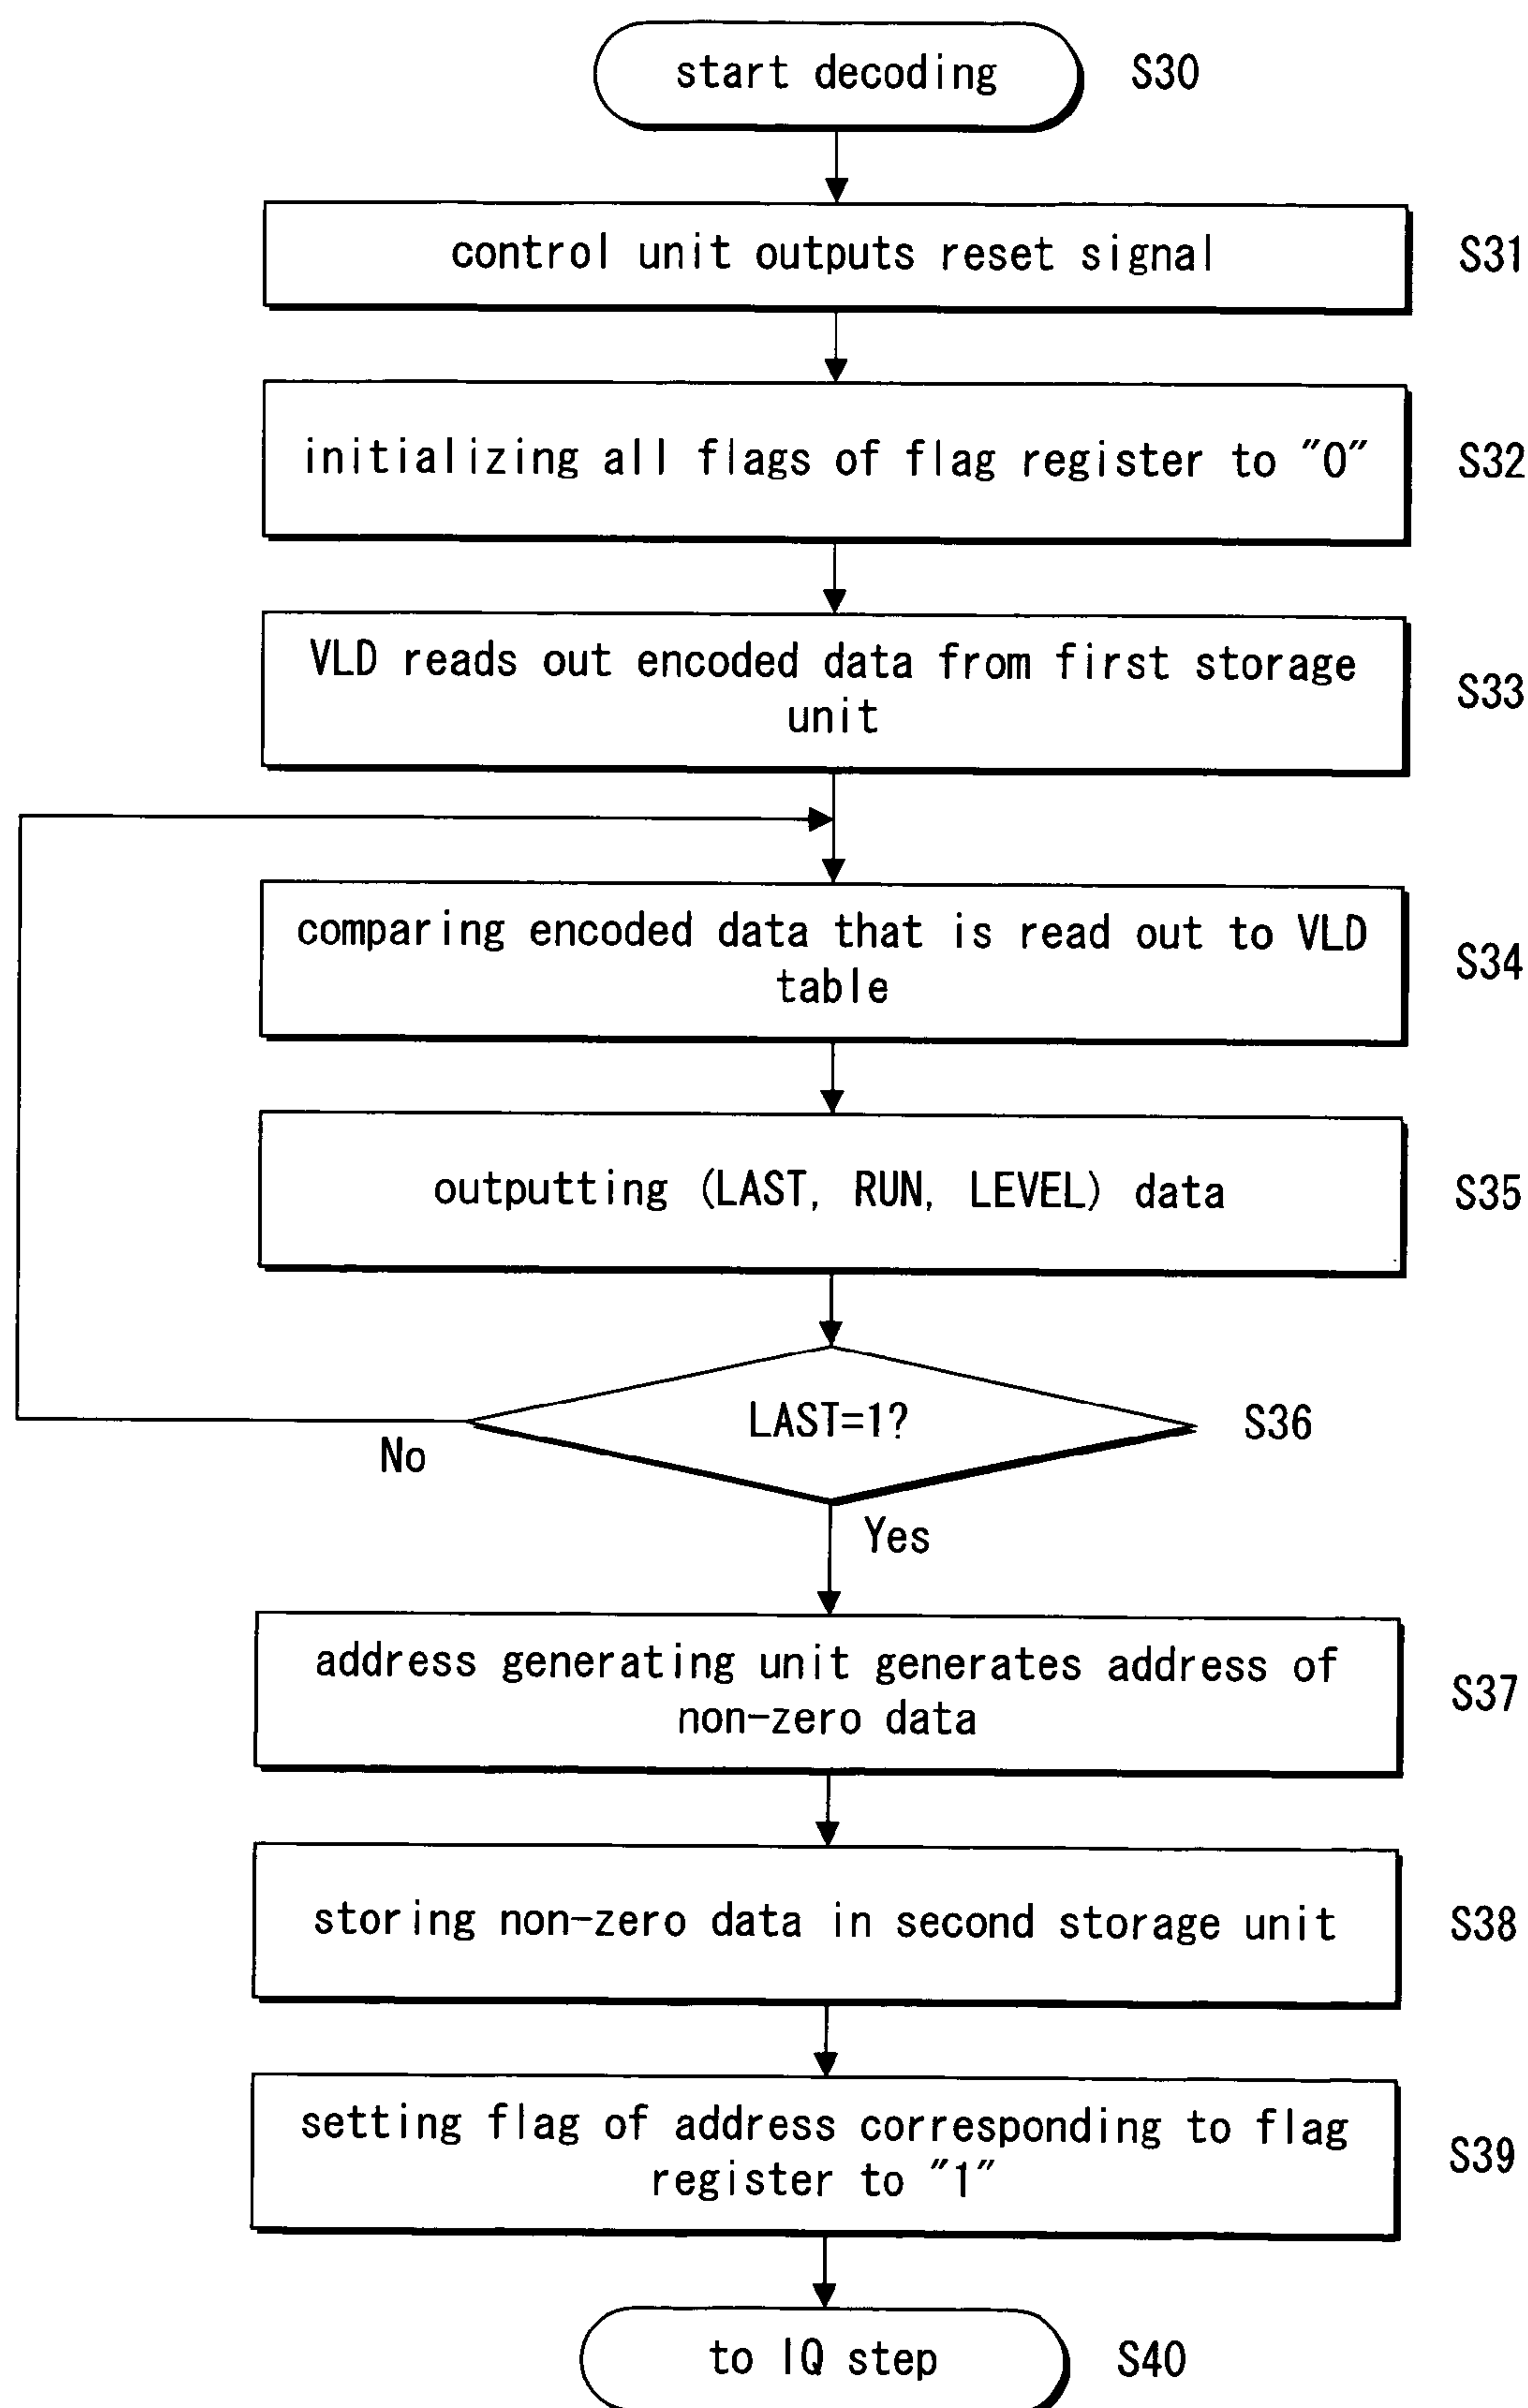 start decoding S30
control unit outputs reset signal S31
initializing all flags of flag register to "0" S32
VLD reads out encoded data from first storage
unit
S33
comparing encoded data that is read out to VLD
table
S34
outputting (LAST, RUN, LEVEL) data S35
LAST=1? S36
No
Yes
address generating unit generates address of
non-zero data
S37
storing non-zero data in second storage unit S38
setting flag of address corresponding to flag
register to "1"
S39
to IQ step S40